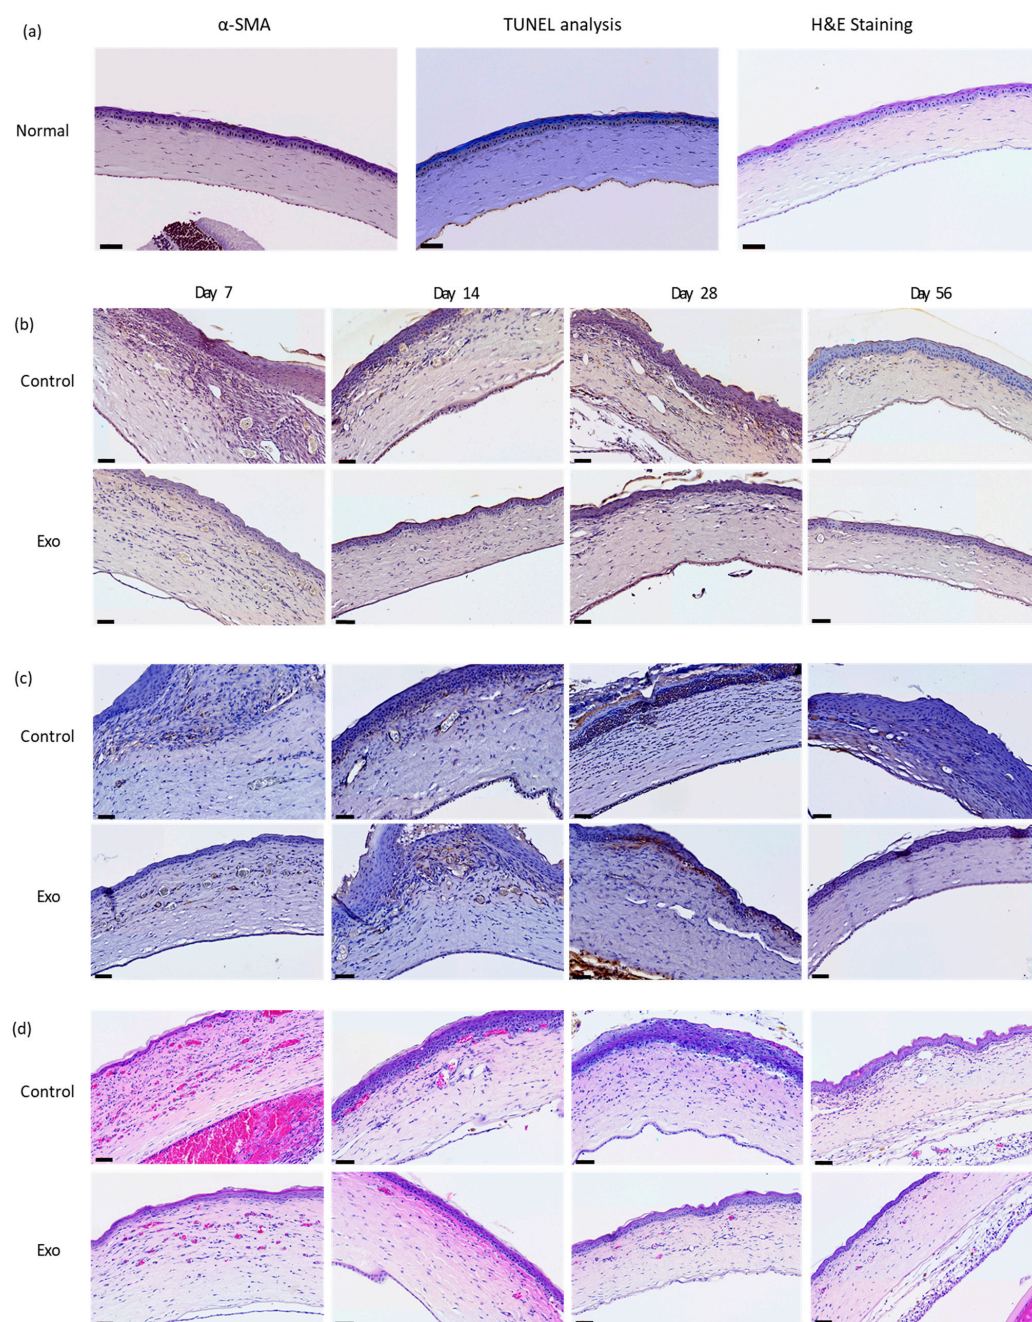 (a)
α-SMA TUNEL analysis H&E Staining
Normal
Day 7 Day 14 Day 28 Day 56
(b)
Control
Exo
(c)
Control
Exo
(d)
Control
Exo